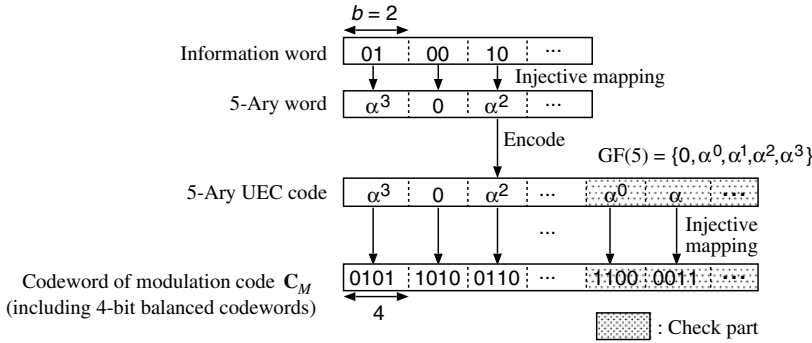 b = 2
Information word 01 00 10 ...
Injective mapping
5-Ary word α³ 0 α² ...
Encode
GF(5) = {0, α⁰, α¹, α², α³}
5-Ary UEC code α³ 0 α² ... α⁰ α ...
... Injective mapping
Codeword of modulation code C_M 0101 1010 0110 ... 1100 0011 ...
(including 4-bit balanced codewords)
4
: Check part